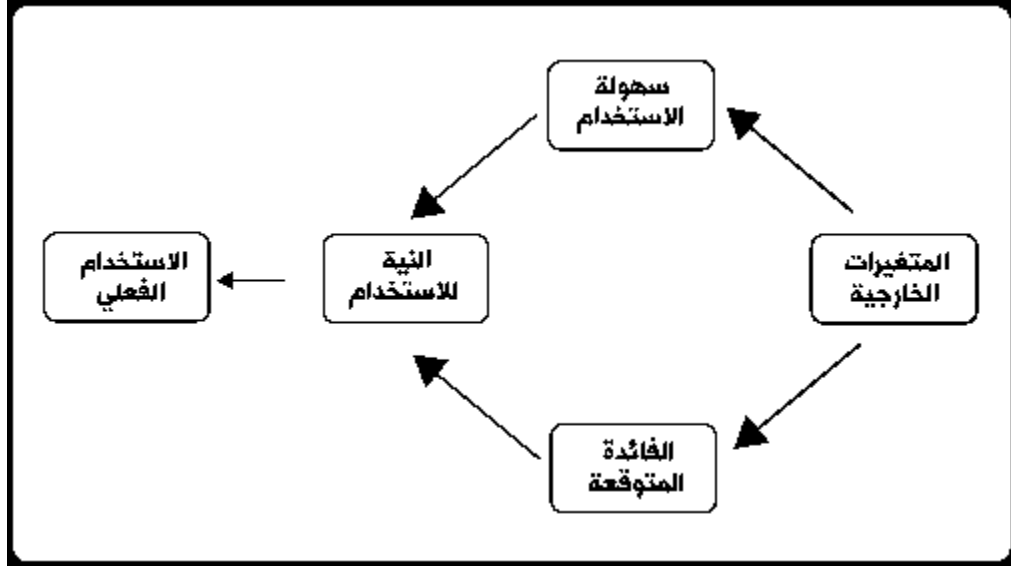 سهولة
الاستخدام
المتغيرات
الخارجية
النية
للاستخدام
الاستخدام
الفعلي
الفائدة
المتوقعة